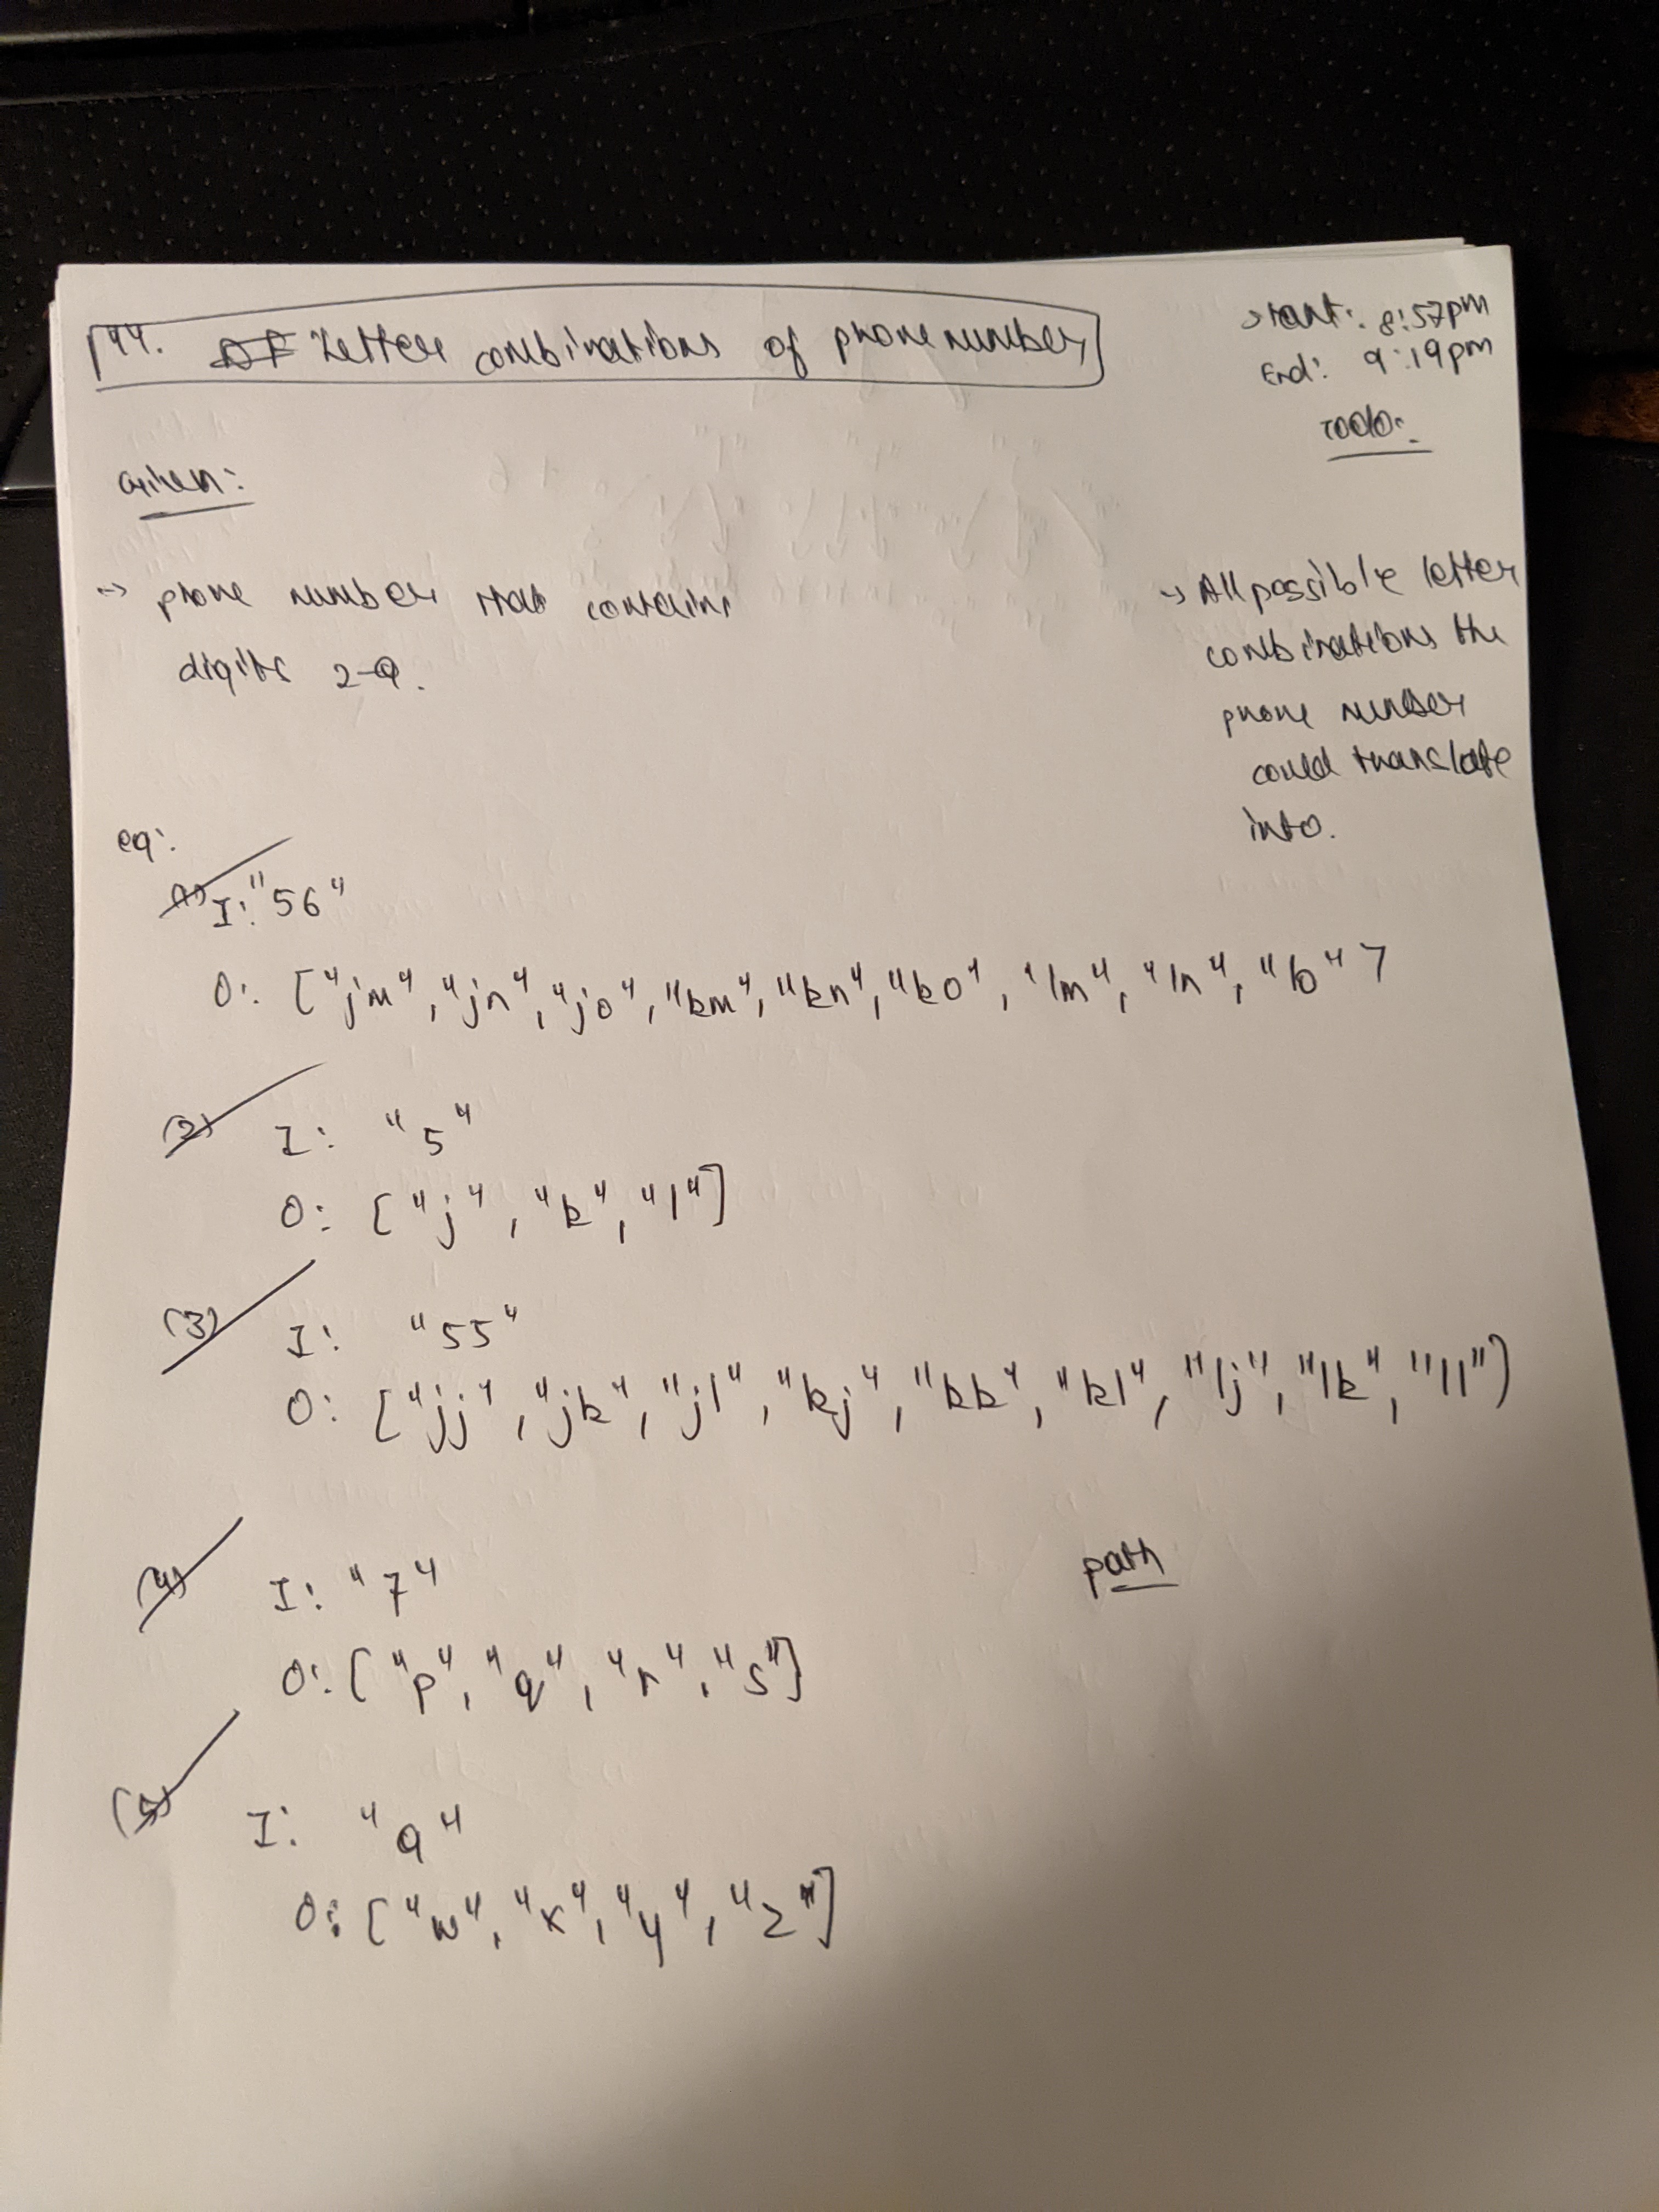 144. Letter combinations of phone number
Start: 8:57pm
End: 9:19pm
Todo:
Given:
→ phone number that contains
digits 2-9.
→ All possible letter
combinations the
phone number
could translate
into.
eg:
(1) I: "56"
O: ["jm", "jn", "jo", "km", "kn", "ko", "lm", "ln", "lo"]
(2) I: "5"
O: ["j", "k", "l"]
(3) I: "55"
O: ["jj", "jk", "jl", "kj", "kk", "kl", "lj", "lk", "ll"]
(4) I: "7"
path
O: ["p", "q", "r", "s"]
(5) I: "9"
O: ["w", "x", "y", "z"]